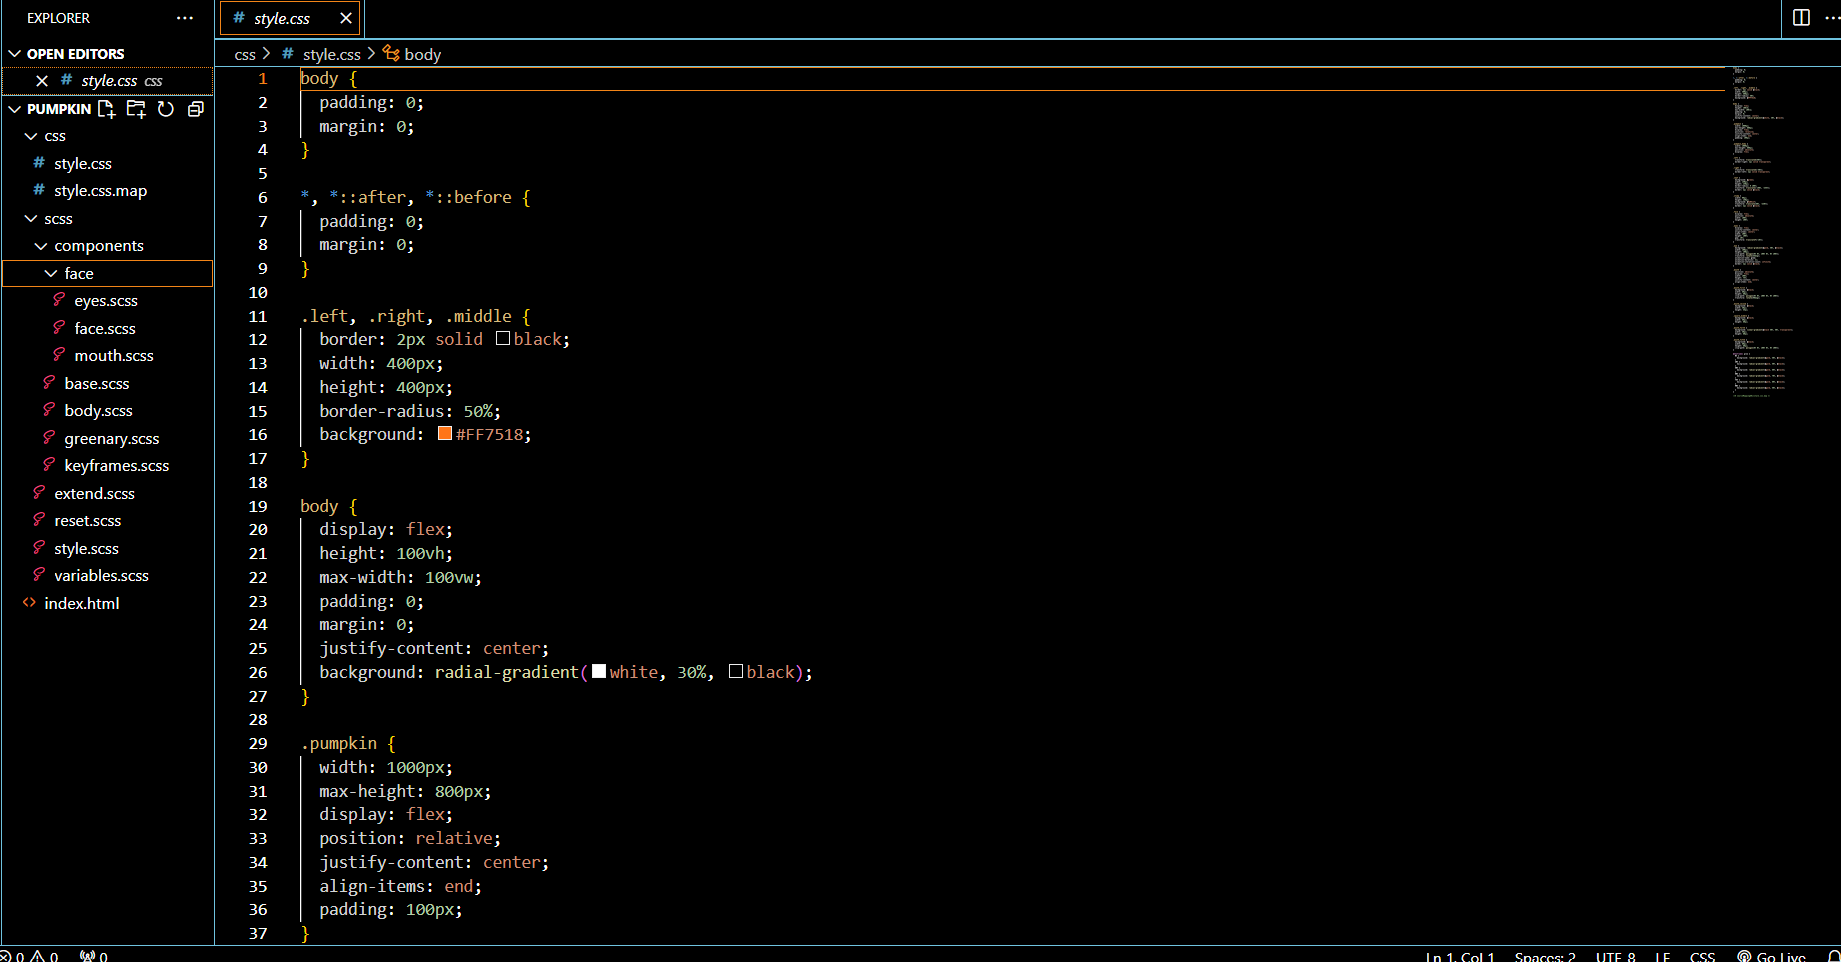 EXPLORER
OPEN EDITORS
style.css css
PUMPKIN
css
style.css
style.css.map
scss
components
face
eyes.scss
face.scss
mouth.scss
base.scss
body.scss
greenary.scss
keyframes.scss
extend.scss
reset.scss
style.scss
variables.scss
index.html
# style.css
css > # style.css > body
1 body {
2 padding: 0;
3 margin: 0;
4 }
5
6 *, *::after, *::before {
7 padding: 0;
8 margin: 0;
9 }
10
11 .left, .right, .middle {
12 border: 2px solid black;
13 width: 400px;
14 height: 400px;
15 border-radius: 50%;
16 background: #FF7518;
17 }
18
19 body {
20 display: flex;
21 height: 100vh;
22 max-width: 100vw;
23 padding: 0;
24 margin: 0;
25 justify-content: center;
26 background: radial-gradient(white, 30%, black);
27 }
28
29 .pumpkin {
30 width: 1000px;
31 max-height: 800px;
32 display: flex;
33 position: relative;
34 justify-content: center;
35 align-items: end;
36 padding: 100px;
37 }
0 0 0 Ln 1, Col 1 Spaces: 2 UTF-8 LF CSS Go Live